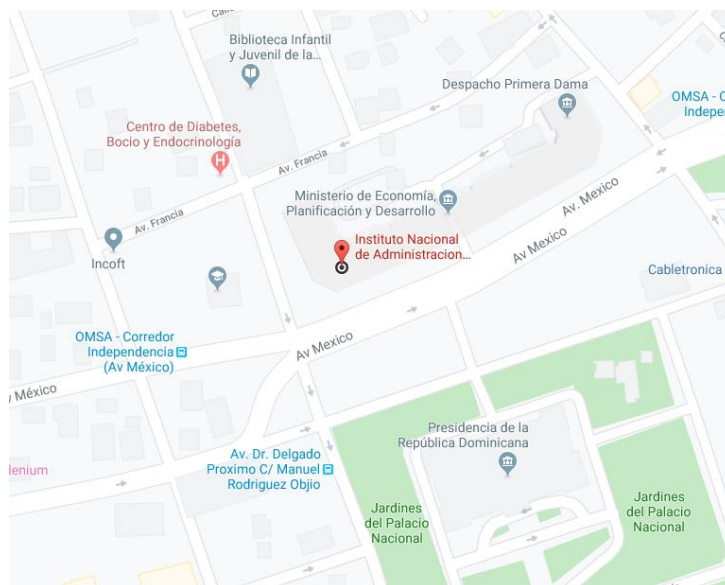 Biblioteca Infantil
y Juvenil de la...
Despacho Primera Dama
OMSA - C
Indepen
Centro de Diabetes,
Bocio y Endocrinología
Av. Francia
Ministerio de Economía,
Planificación y Desarrollo
Av. Mexico
Av. Francia
Instituto Nacional
de Administracion...
Av Mexico
Incoft
Cabletronica
OMSA - Corredor
Independencia
(Av México)
Av Mexico
México
Presidencia de la
República Dominicana
Av. Dr. Delgado
Proximo C/ Manuel
Rodriguez Objio
lenium
Jardines
del Palacio
Nacional
Jardines
del Palacio
Nacional